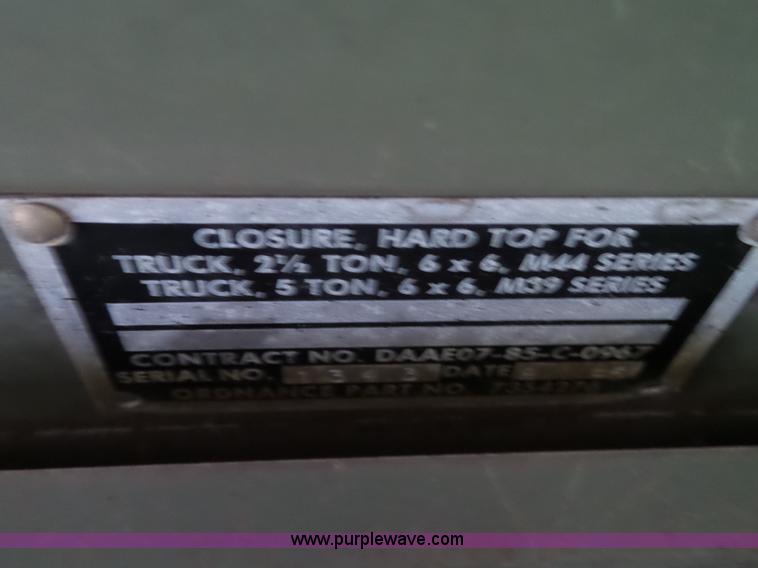 CLOSURE, HARD TOP FOR
TRUCK, 2½ TON, 6 x 6, M44 SERIES
TRUCK, 5 TON, 6 x 6, M39 SERIES
CONTRACT NO. DAAE07-85-C-0967
SERIAL NO. 1343 DATE
ORDNANCE PART NO.
www.purplewave.com